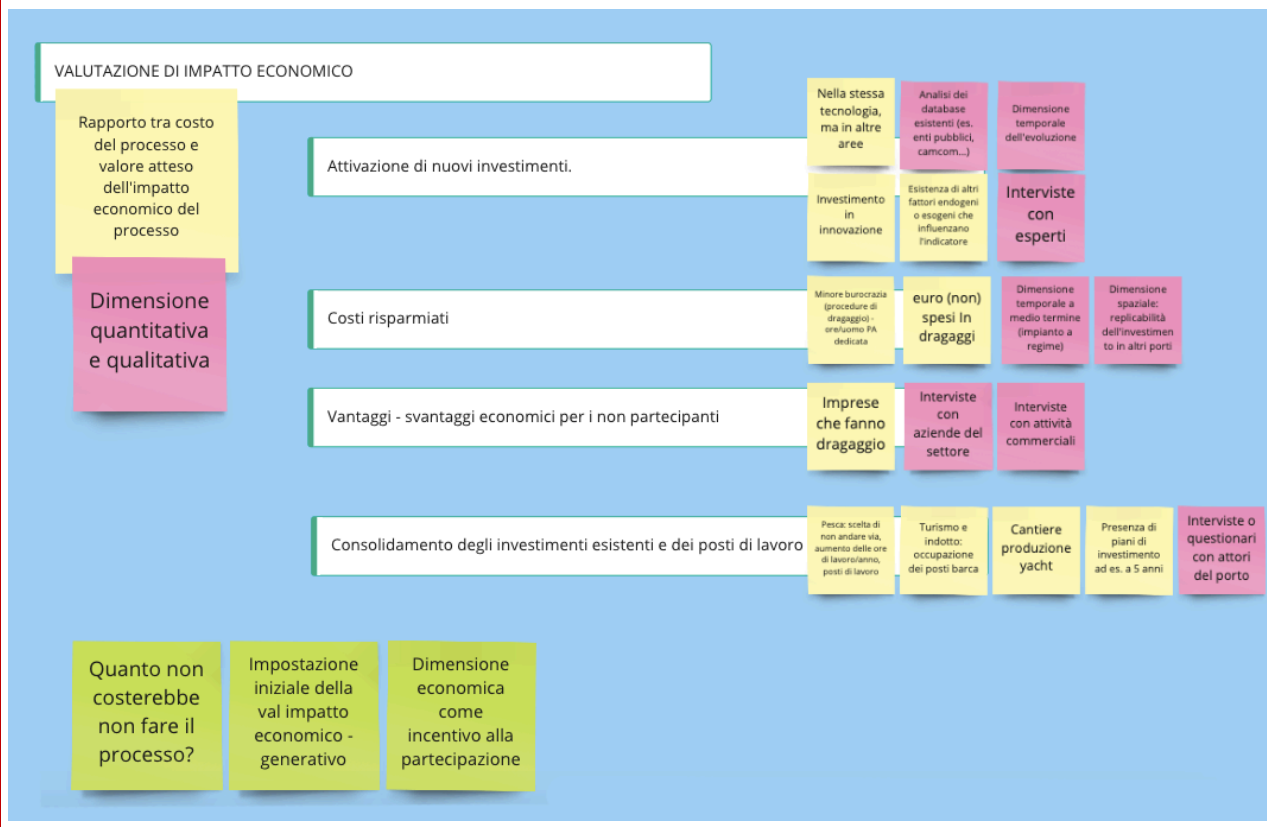 VALUTAZIONE DI IMPATTO ECONOMICO
Rapporto tra costo
del processo e
valore atteso
dell'impatto
economico del
processo
Dimensione
quantitativa
e qualitativa
Attivazione di nuovi investimenti.
Nella stessa
tecnologia,
ma in altre
aree
Analisi dei
database
esistenti (es.
enti pubblici,
camcom...)
Dimensione
temporale
dell'evoluzione
Investimento
in
innovazione
Esistenza di altri
fattori endogeni
o esogeni che
influenzano
l'indicatore
Interviste
con
esperti
Costi risparmiati
Minore burocrazia
(procedure di
dragaggio) -
ore/uomo PA
dedicata
euro (non)
spesi In
dragaggi
Dimensione
temporale a
medio termine
(impianto a
regime)
Dimensione
spaziale:
replicabilità
dell'investimen
to in altri porti
Vantaggi - svantaggi economici per i non partecipanti
Imprese
che fanno
dragaggio
Interviste
con
aziende del
settore
Interviste
con attività
commerciali
Consolidamento degli investimenti esistenti e dei posti di lavoro
Pesca: scelta di
non andare via,
aumento delle ore
di lavoro/anno,
posti di lavoro
Turismo e
indotto:
occupazione
dei posti barca
Cantiere
produzione
yacht
Presenza di
piani di
investimento
ad es. a 5 anni
Interviste o
questionari
con attori
del porto
Quanto non
costerebbe
non fare il
processo?
Impostazione
iniziale della
val impatto
economico -
generativo
Dimensione
economica
come
incentivo alla
partecipazione